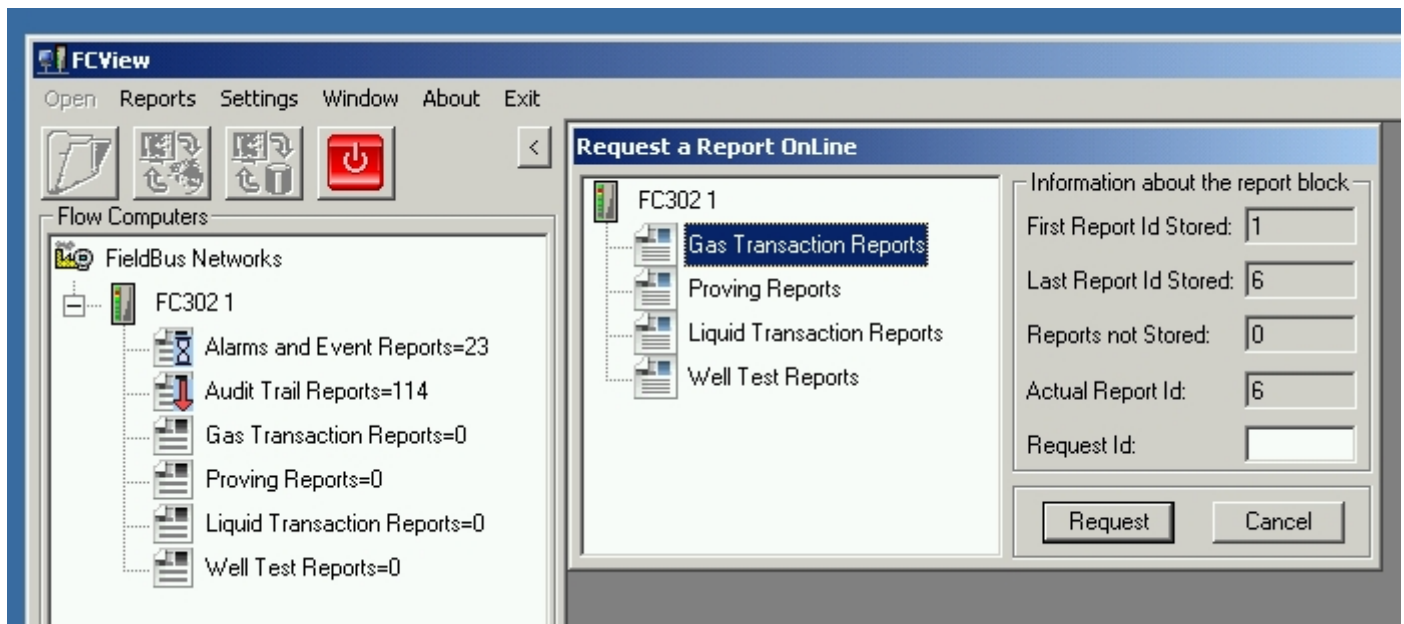 FCView
Open Reports Settings Window About Exit
<
Flow Computers
FieldBus Networks
FC302 1
Alarms and Event Reports=23
Audit Trail Reports=114
Gas Transaction Reports=0
Proving Reports=0
Liquid Transaction Reports=0
Well Test Reports=0
Request a Report OnLine
FC302 1
Gas Transaction Reports
Proving Reports
Liquid Transaction Reports
Well Test Reports
Information about the report block
First Report Id Stored: 1
Last Report Id Stored: 6
Reports not Stored: 0
Actual Report Id: 6
Request Id:
Request Cancel